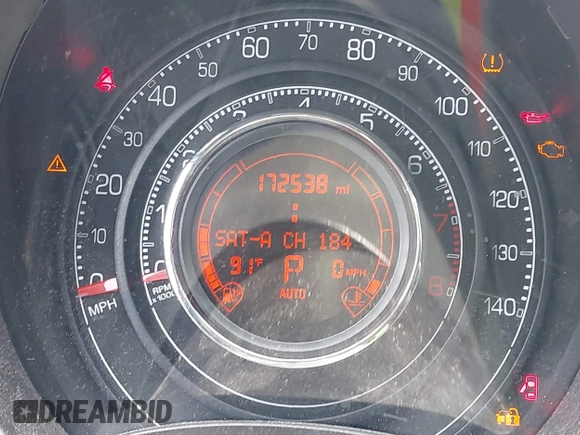 60 70 80
50 90
40 100
30 110
20 120
10 130
0 140
MPH
1 2 3 4 5 6 7 8
RPM
x1000
172538 mi
SAT-A CH 184
91°F P 0 MPH
AUTO
DREAMBID